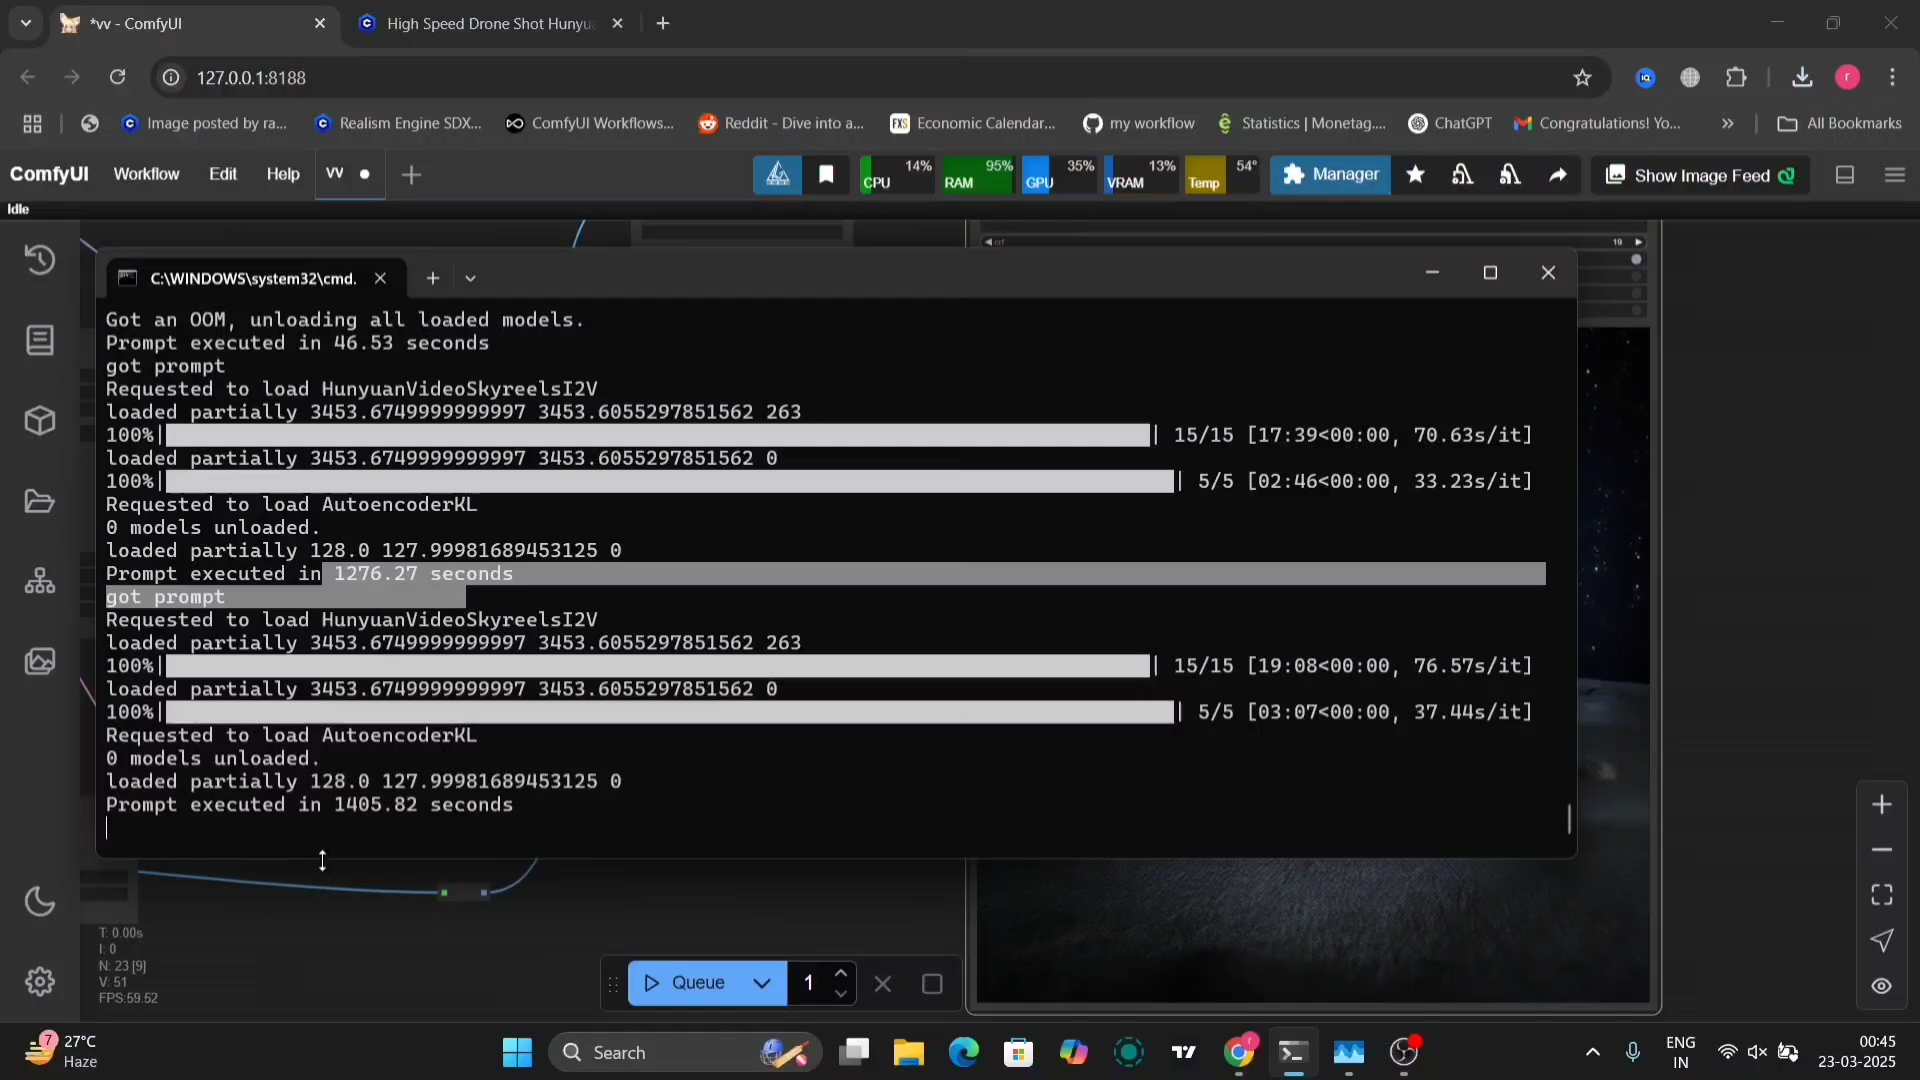 *vv - ComfyUI
High Speed Drone Shot Hunyua
127.0.0.1:8188
Image posted by ra...
Realism Engine SDX...
ComfyUI Workflows...
Reddit - Dive into a...
FXS
Economic Calendar...
my workflow
Statistics | Monetag....
ChatGPT
Congratulations! Yo...
All Bookmarks
ComfyUI
Workflow
Edit
Help
vv
CPU 14%
RAM 95%
GPU 35%
VRAM 13%
Temp 54°
Manager
Show Image Feed
Idle
19
C:\WINDOWS\system32\cmd.
Got an OOM, unloading all loaded models.
Prompt executed in 46.53 seconds
got prompt
Requested to load HunyuanVideoSkyreelsI2V
loaded partially 3453.6749999999997 3453.6055297851562 263
100%| | 15/15 [17:39<00:00, 70.63s/it]
loaded partially 3453.6749999999997 3453.6055297851562 0
100%| | 5/5 [02:46<00:00, 33.23s/it]
Requested to load AutoencoderKL
0 models unloaded.
loaded partially 128.0 127.99981689453125 0
Prompt executed in 1276.27 seconds
got prompt
Requested to load HunyuanVideoSkyreelsI2V
loaded partially 3453.6749999999997 3453.6055297851562 263
100%| | 15/15 [19:08<00:00, 76.57s/it]
loaded partially 3453.6749999999997 3453.6055297851562 0
100%| | 5/5 [03:07<00:00, 37.44s/it]
Requested to load AutoencoderKL
0 models unloaded.
loaded partially 128.0 127.99981689453125 0
Prompt executed in 1405.82 seconds
T: 0.00s
I: 0
N: 23 [9]
V: 51
FPS:59.52
Queue
1
7
27°C
Haze
Search
ENG
IN
00:45
23-03-2025